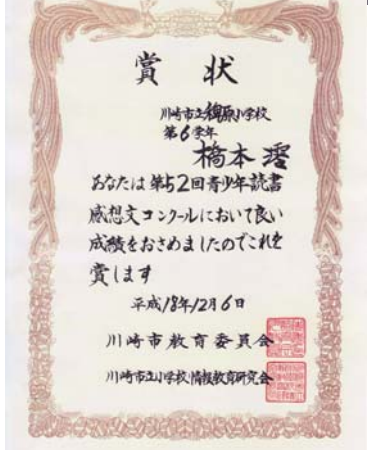 賞状
川崎市立稗原小学校
第6学年
橋本 澪
あなたは第52回青少年読書
感想文コンクールにおいて良い
成績をおさめましたのでこれを
賞します
平成18年12月6日
川崎市教育委員会
川崎市立小学校情報教育研究会